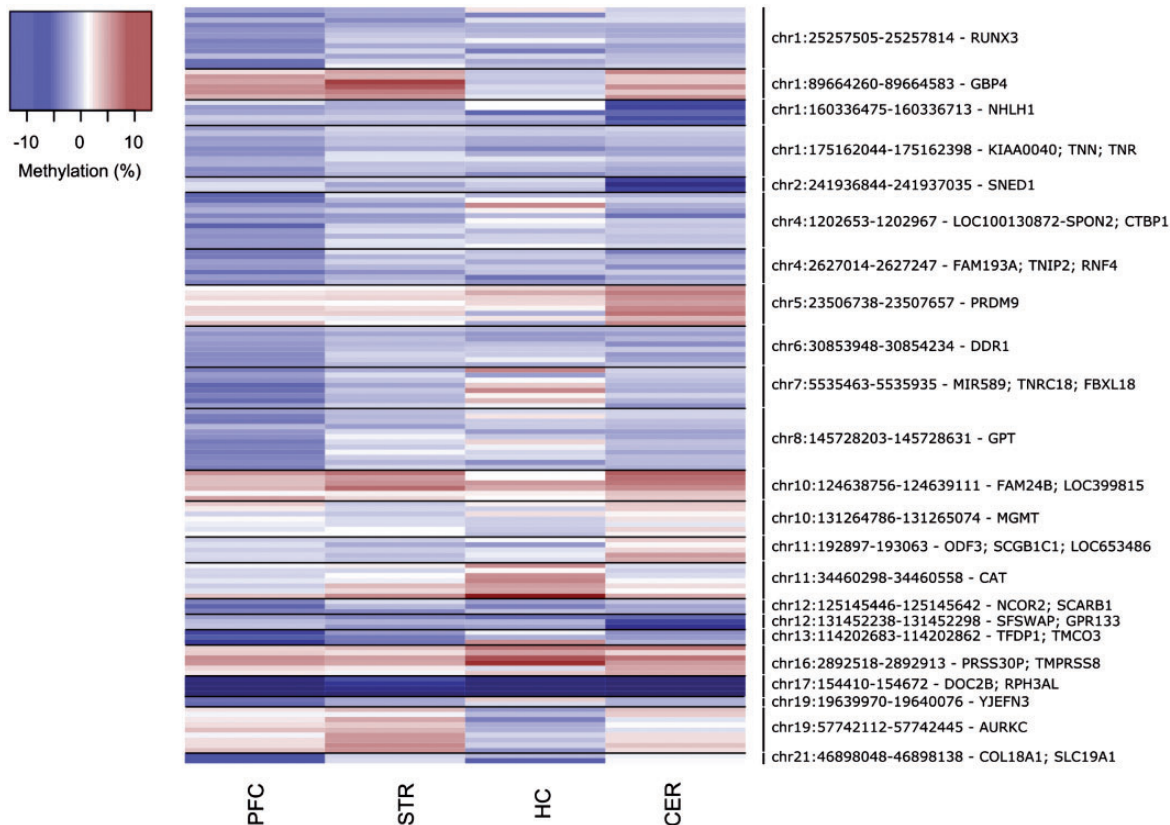 -10 0 10
Methylation (%)
chr1:25257505-25257814 - RUNX3
chr1:89664260-89664583 - GBP4
chr1:160336475-160336713 - NHLH1
chr1:175162044-175162398 - KIAA0040; TNN; TNR
chr2:241936844-241937035 - SNED1
chr4:1202653-1202967 - LOC100130872-SPON2; CTBP1
chr4:2627014-2627247 - FAM193A; TNIP2; RNF4
chr5:23506738-23507657 - PRDM9
chr6:30853948-30854234 - DDR1
chr7:5535463-5535935 - MIR589; TNRC18; FBXL18
chr8:145728203-145728631 - GPT
chr10:124638756-124639111 - FAM24B; LOC399815
chr10:131264786-131265074 - MGMT
chr11:192897-193063 - ODF3; SCGB1C1; LOC653486
chr11:34460298-34460558 - CAT
chr12:125145446-125145642 - NCOR2; SCARB1
chr12:131452238-131452298 - SFSWAP; GPR133
chr13:114202683-114202862 - TFDP1; TMCO3
chr16:2892518-2892913 - PRSS30P; TMPRSS8
chr17:154410-154672 - DOC2B; RPH3AL
chr19:19639970-19640076 - YJEFN3
chr19:57742112-57742445 - AURKC
chr21:46898048-46898138 - COL18A1; SLC19A1
PFC
STR
HC
CER